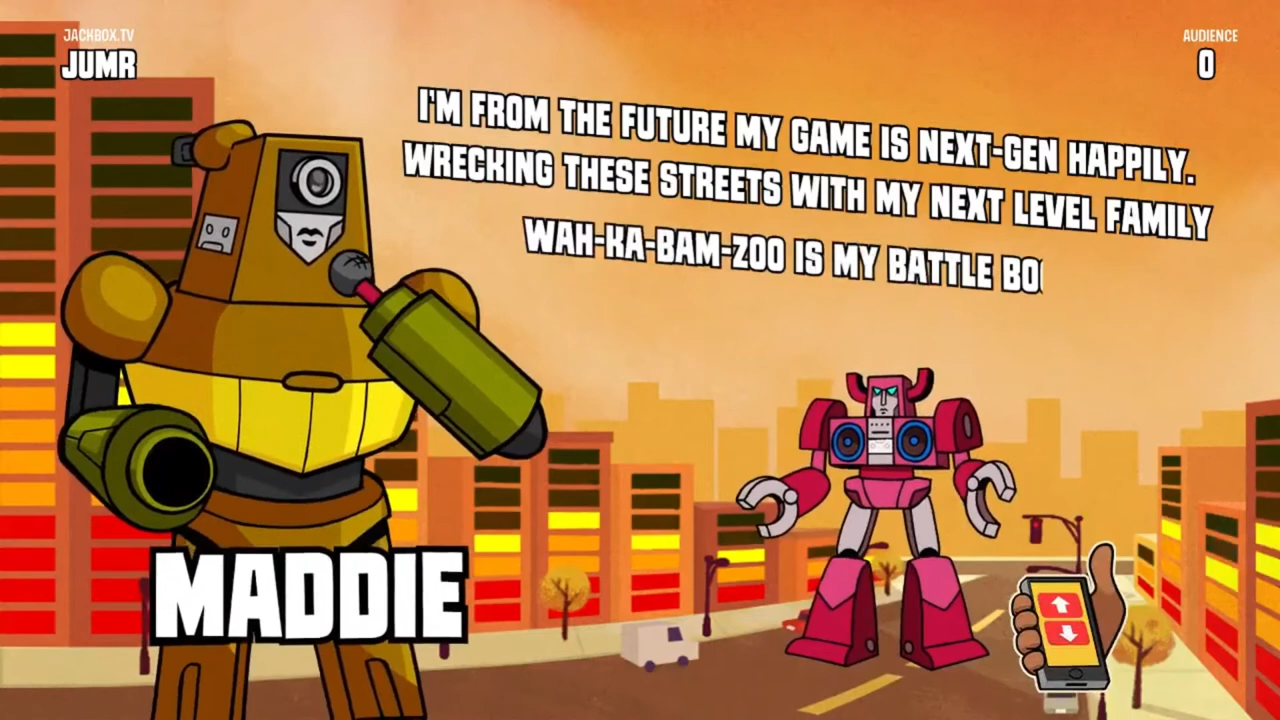 JACKBOX.TV
JUMR
AUDIENCE
0
I'M FROM THE FUTURE MY GAME IS NEXT-GEN HAPPILY.
WRECKING THESE STREETS WITH MY NEXT LEVEL FAMILY
WAH-KA-BAM-ZOO IS MY BATTLE BO
MADDIE